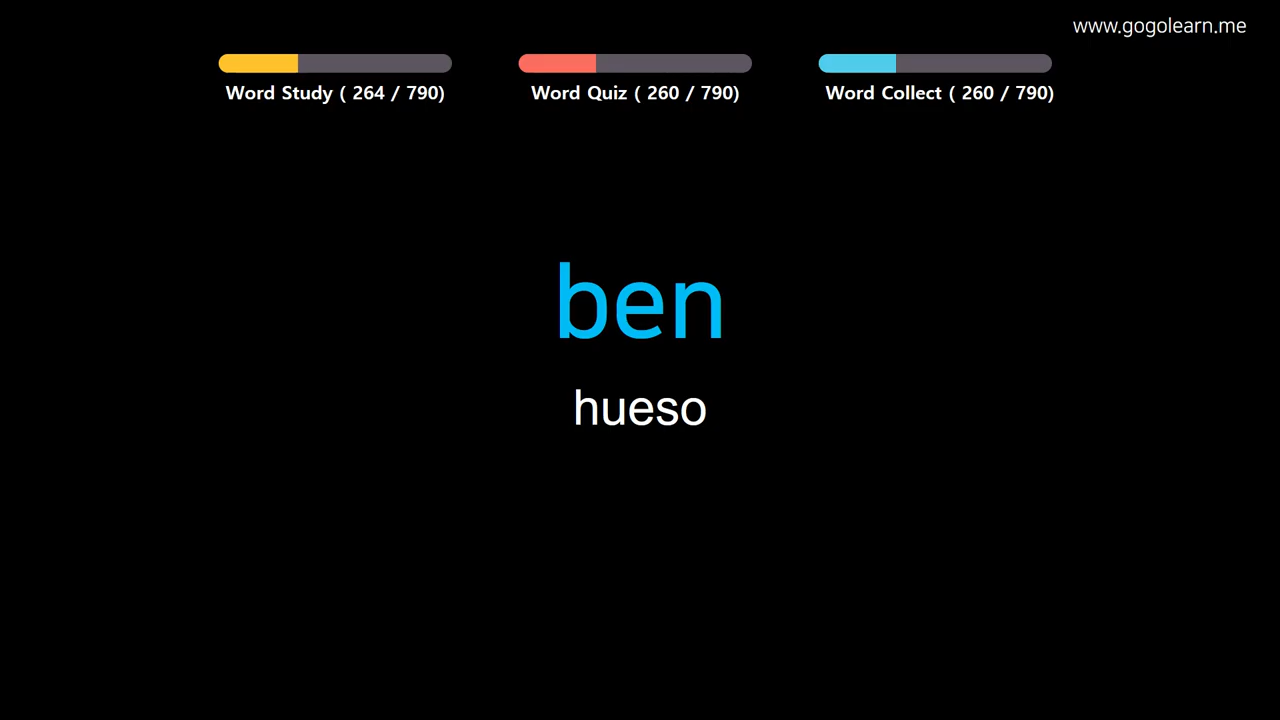 www.gogolearn.me
Word Study ( 264 / 790)
Word Quiz ( 260 / 790)
Word Collect ( 260 / 790)
ben
hueso